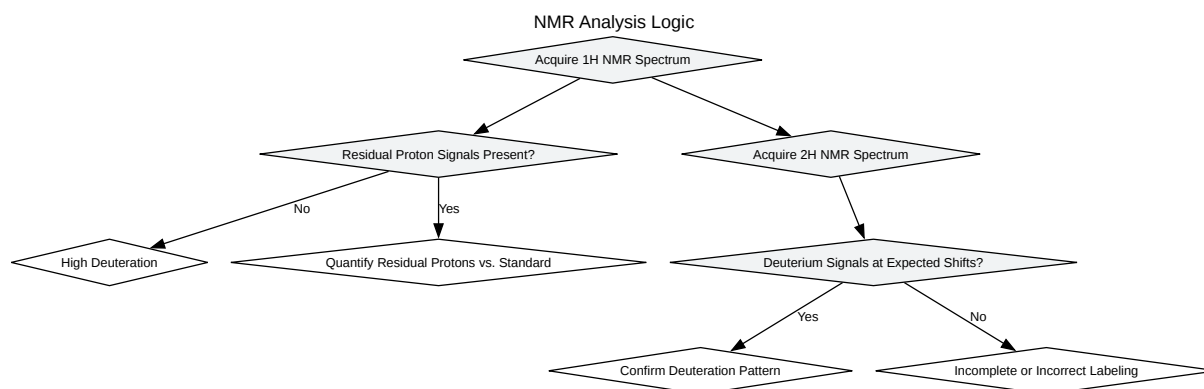 NMR Analysis Logic
Acquire 1H NMR Spectrum
Residual Proton Signals Present?
Acquire 2H NMR Spectrum
No
Yes
High Deuteration
Quantify Residual Protons vs. Standard
Deuterium Signals at Expected Shifts?
Yes
No
Confirm Deuteration Pattern
Incomplete or Incorrect Labeling